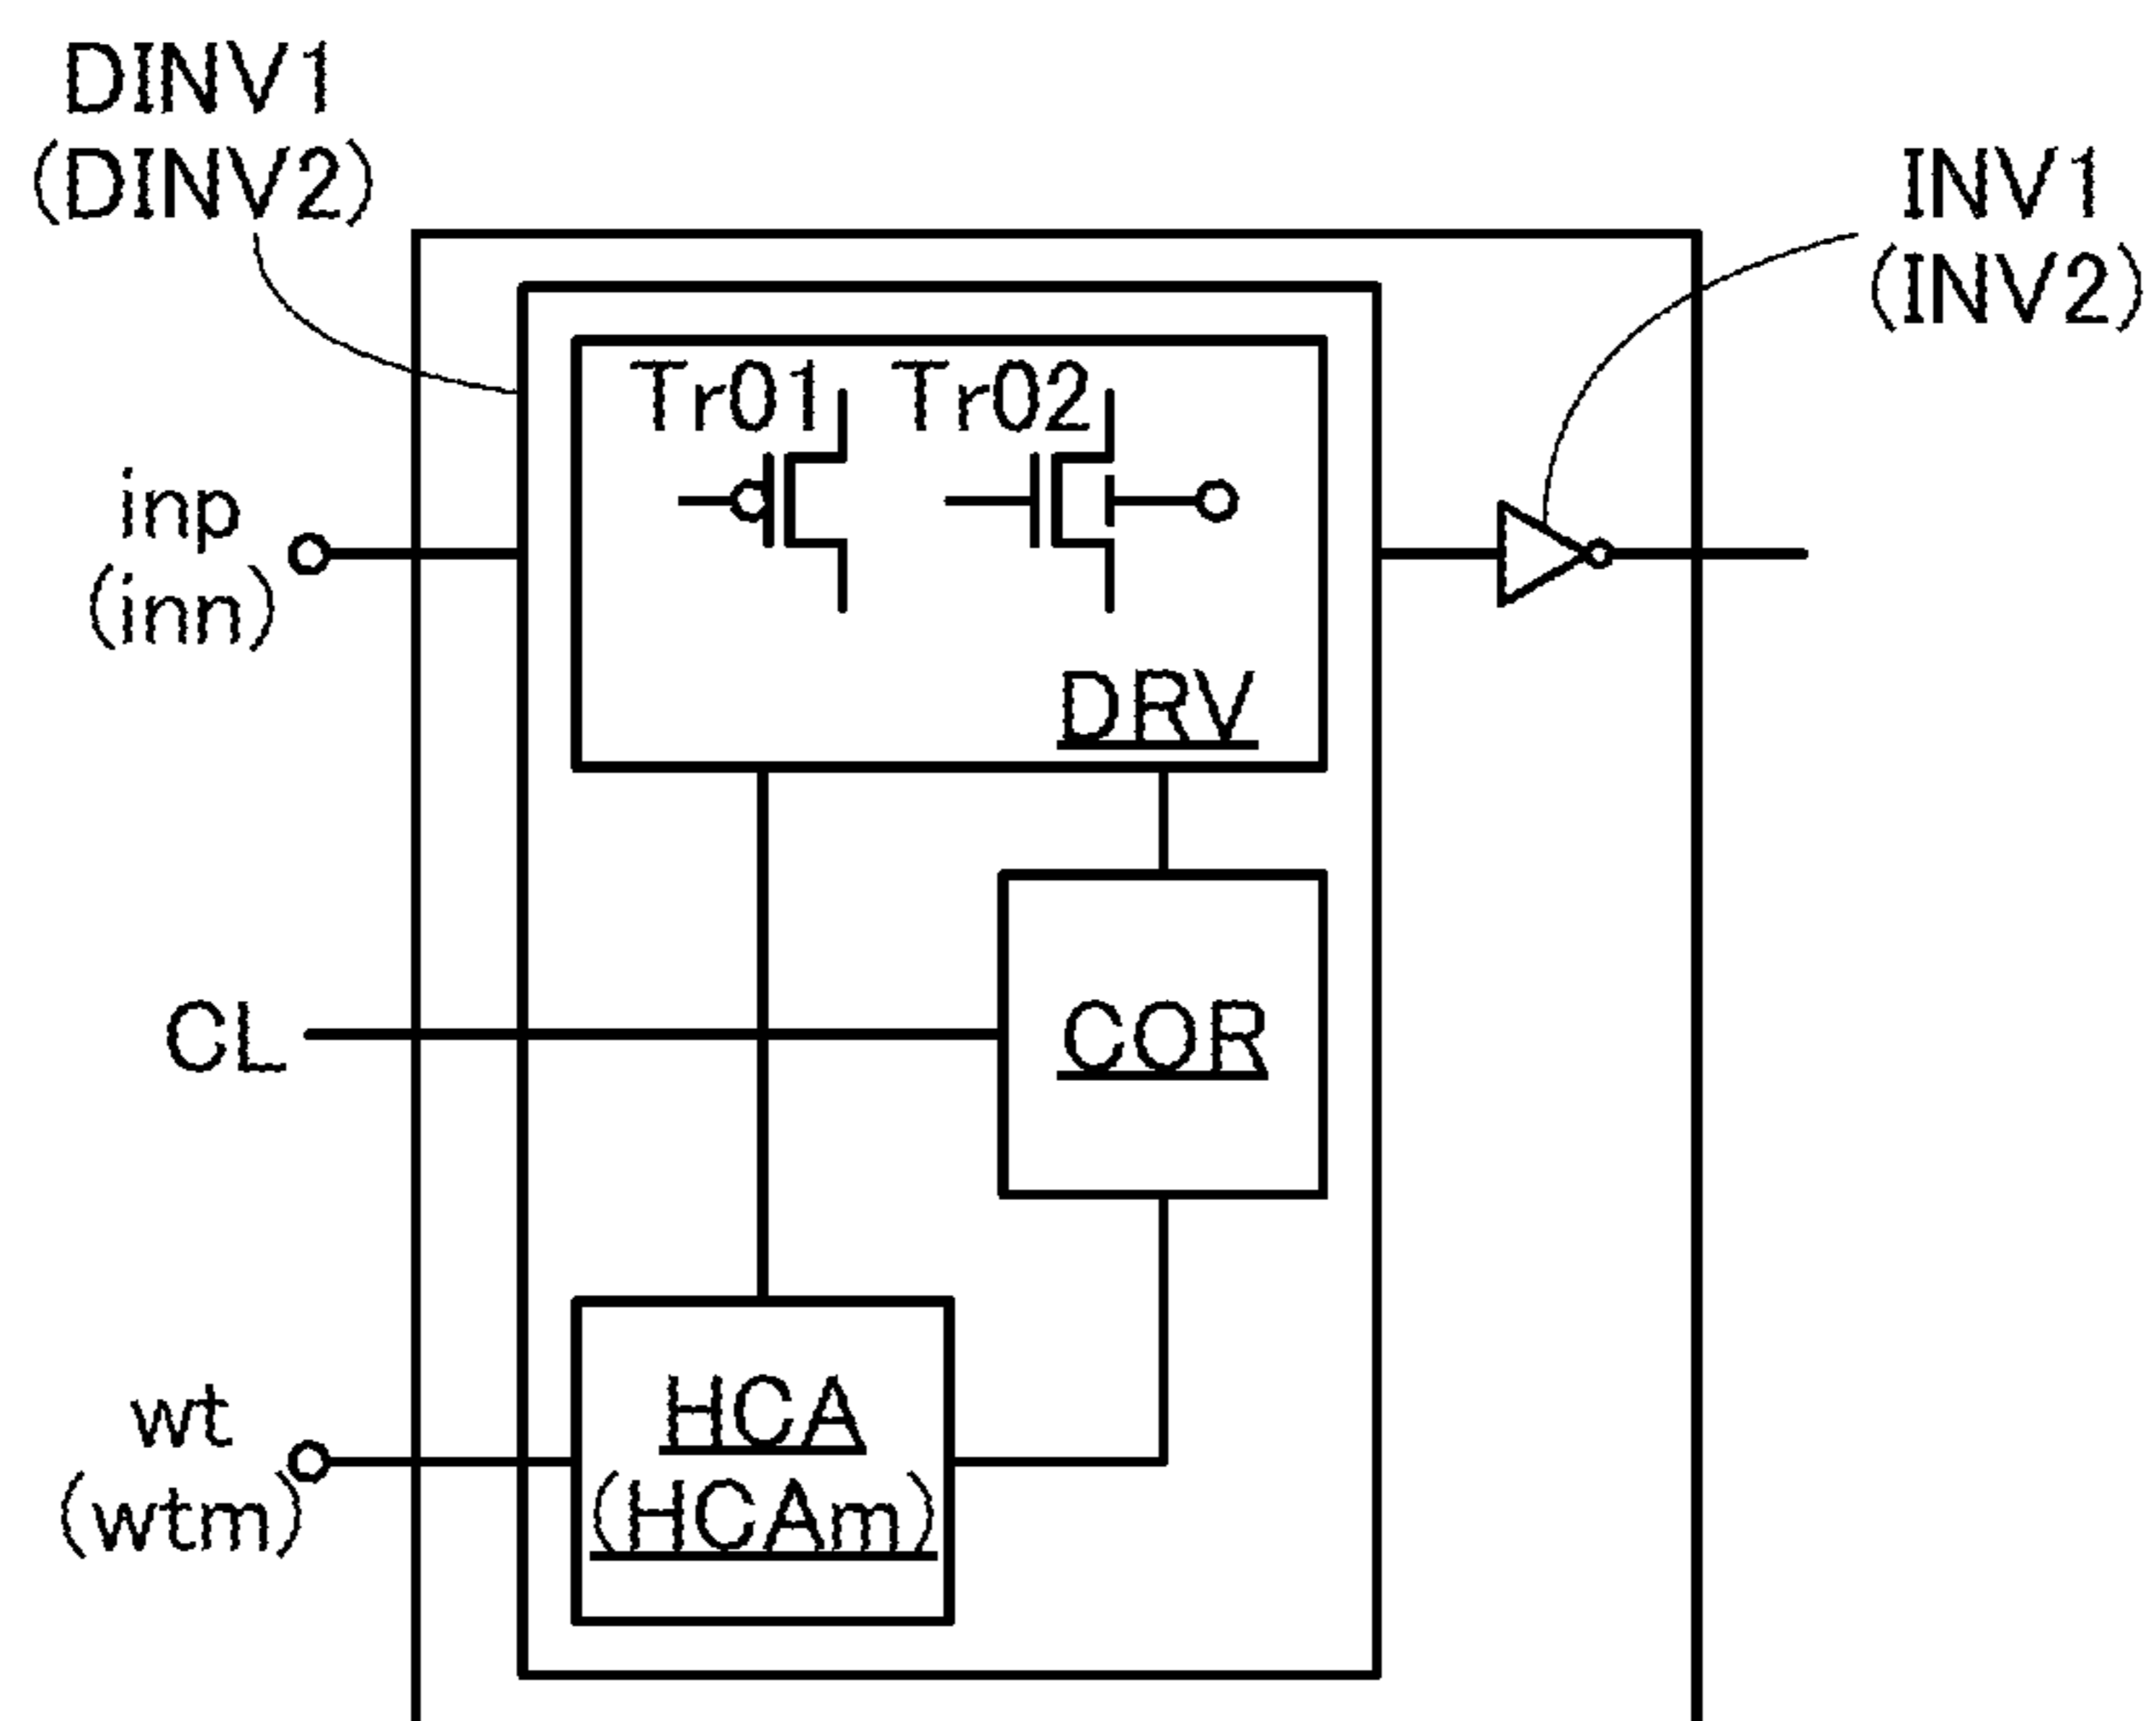 DINV1
(DINV2)
INV1
(INV2)
Tr01 Tr02
inp
(inn)
DRV
CL
COR
wt
(wtm)
HCA
(HCAm)